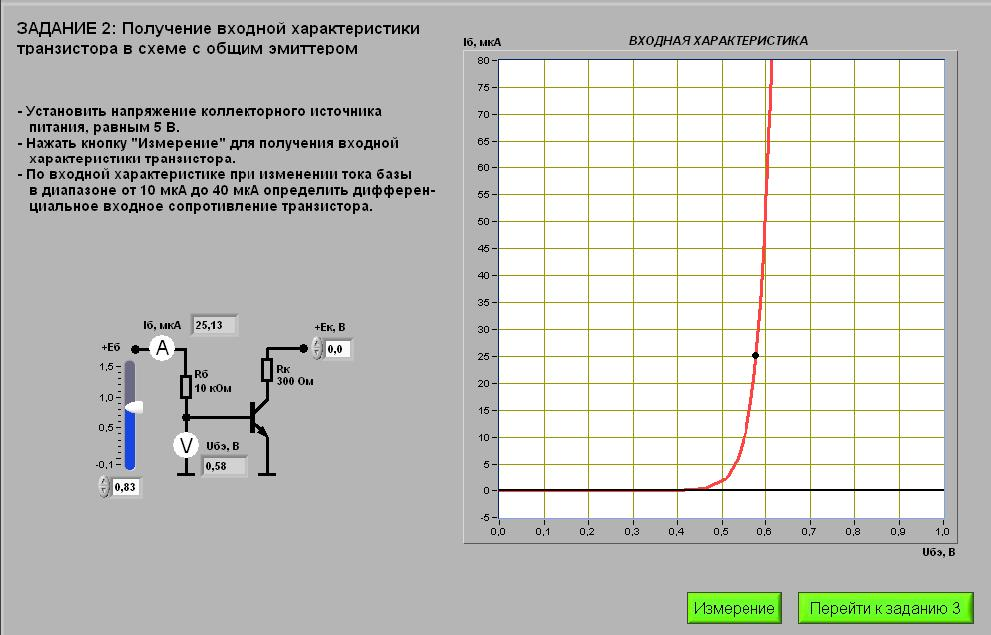 ЗАДАНИЕ 2: Получение входной характеристики
транзистора в схеме с общим эмиттером
- Установить напряжение коллекторного источника
питания, равным 5 В.
- Нажать кнопку "Измерение" для получения входной
характеристики транзистора.
- По входной характеристике при изменении тока базы
в диапазоне от 10 мкА до 40 мкА определить дифферен-
циальное входное сопротивление транзистора.
Iб, мкА
25,13
+Еб
A
+Ек, В
0,0
1,5
1,0
0,5
-0,1
0,83
Rб
10 кОм
Rк
300 Ом
V
Uбэ, В
0,58
Iб, мкА
ВХОДНАЯ ХАРАКТЕРИСТИКА
80
75
70
65
60
55
50
45
40
35
30
25
20
15
10
5
0
-5
0,0 0,1 0,2 0,3 0,4 0,5 0,6 0,7 0,8 0,9 1,0
Uбэ, В
Измерение
Перейти к заданию 3